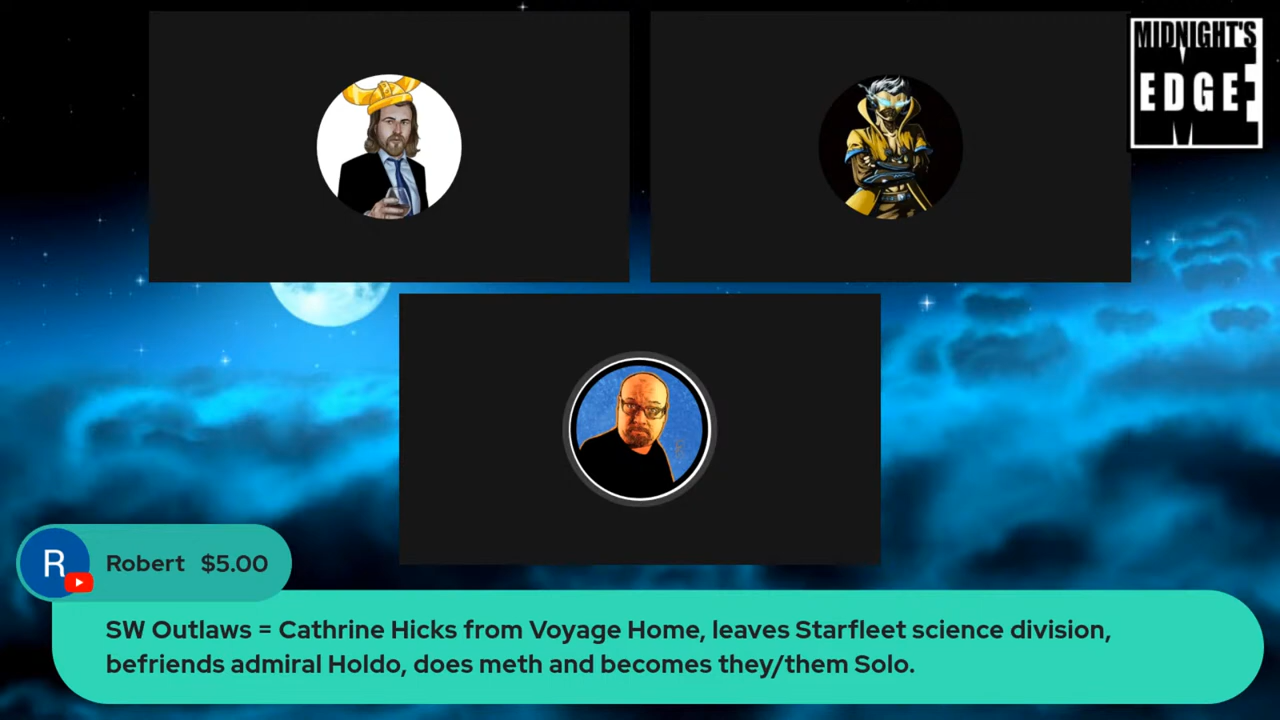 MIDNIGHT'S
EDGE
R
Robert $5.00
SW Outlaws = Cathrine Hicks from Voyage Home, leaves Starfleet science division,
befriends admiral Holdo, does meth and becomes they/them Solo.